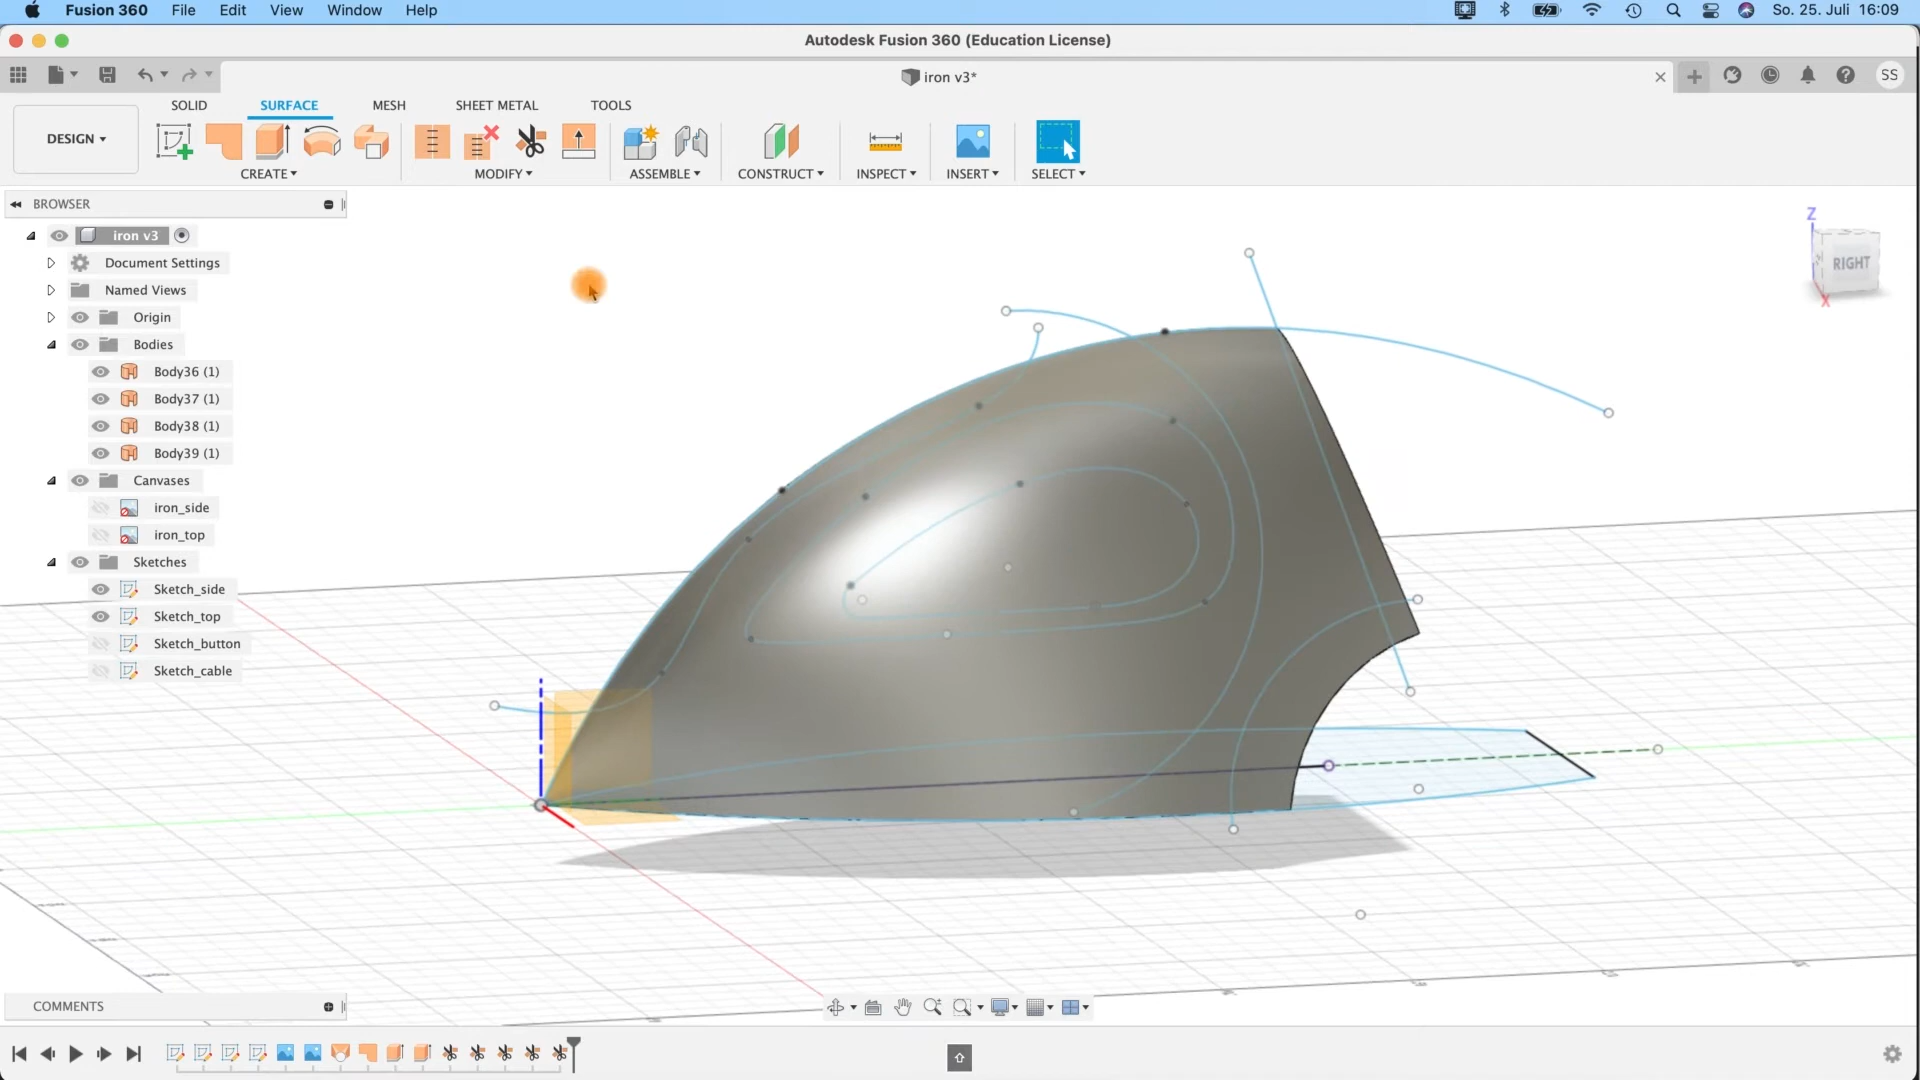 Fusion 360 File Edit View Window Help So. 25. Juli 16:09
Autodesk Fusion 360 (Education License)
iron v3*
SS
SOLID SURFACE MESH SHEET METAL TOOLS
DESIGN
CREATE MODIFY ASSEMBLE CONSTRUCT INSPECT INSERT SELECT
BROWSER
iron v3
Document Settings
Named Views
Origin
Bodies
Body36 (1)
Body37 (1)
Body38 (1)
Body39 (1)
Canvases
iron_side
iron_top
Sketches
Sketch_side
Sketch_top
Sketch_button
Sketch_cable
Z
RIGHT
X
COMMENTS